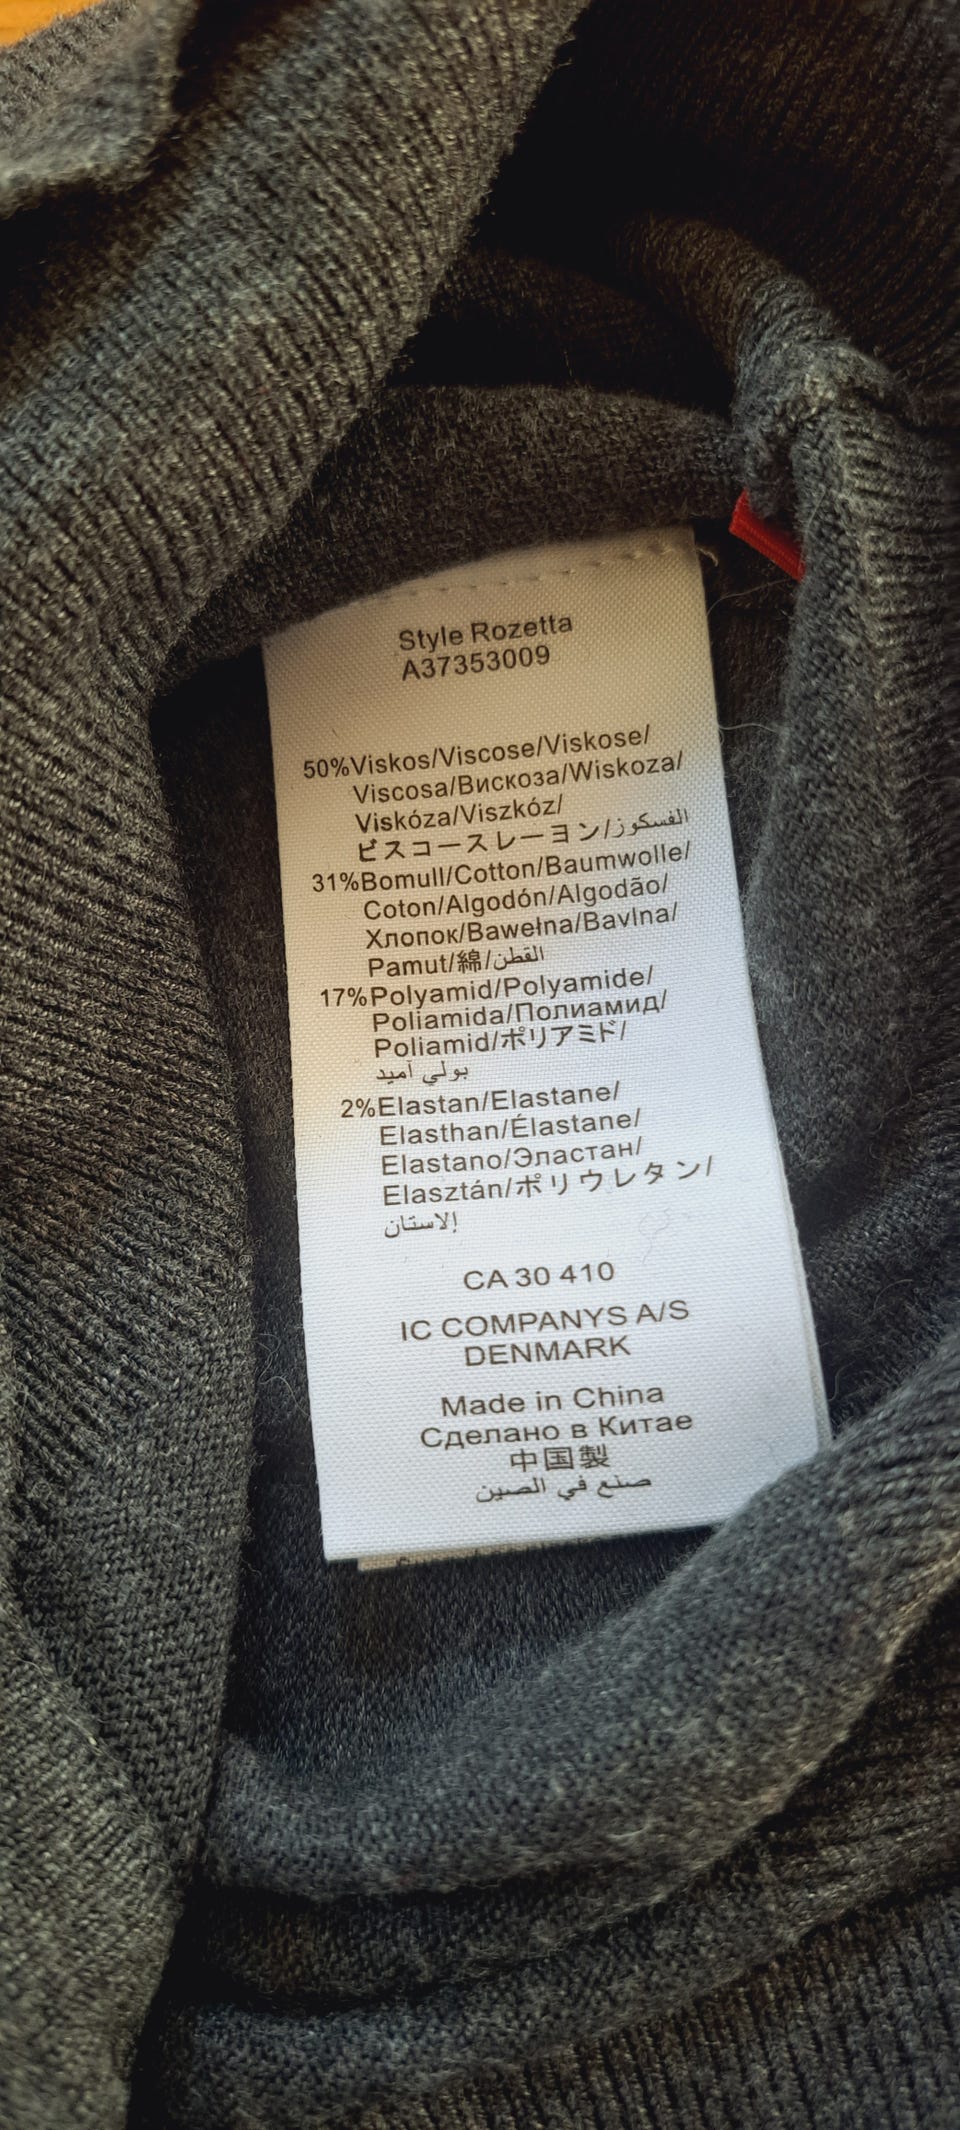 Style Rozetta
A37353009
50%Viskos/Viscose/Viskose/
Viscosa/Вискоза/Wiskoza/
Viskóza/Viszkóz/
ビスコースレーヨン/الفسكوز
31%Bomull/Cotton/Baumwolle/
Coton/Algodón/Algodão/
Хлопок/Bawełna/Bavlna/
Pamut/綿/القطن
17%Polyamid/Polyamide/
Poliamida/Полиамид/
Poliamid/ポリアミド/
بولي آميد
2%Elastan/Elastane/
Elasthan/Élastane/
Elastano/Эластан/
Elasztán/ポリウレタン/
إلاستان
CA 30 410
IC COMPANYS A/S
DENMARK
Made in China
Сделано в Китае
中国製
صنع في الصين